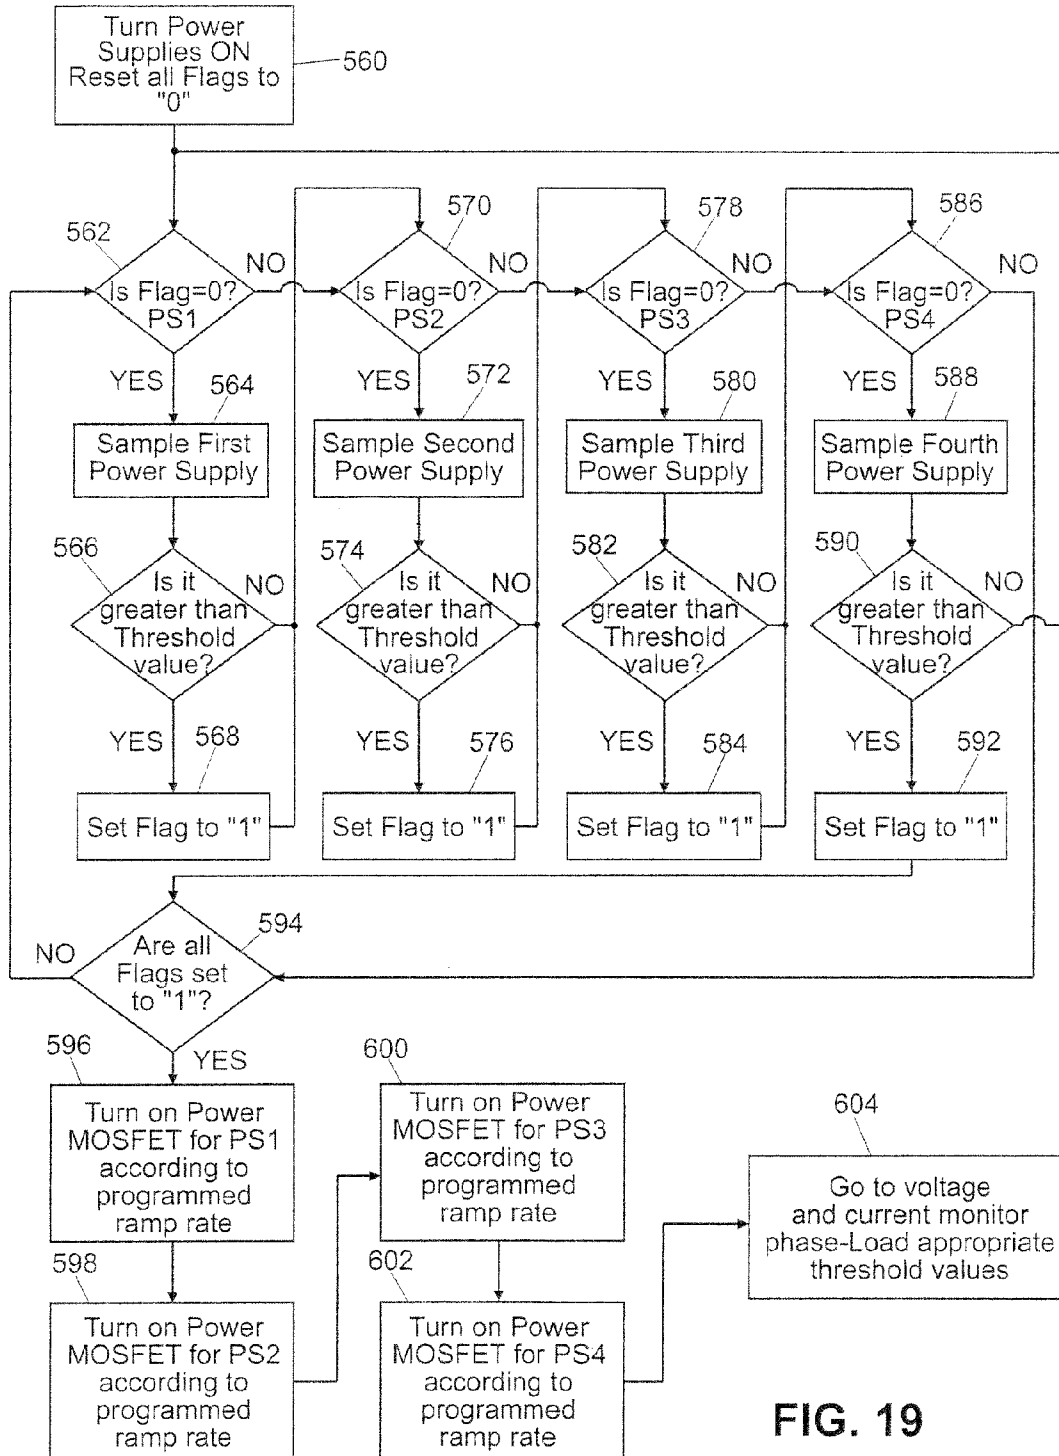 Turn Power
Supplies ON
Reset all Flags to
"0"
560
562
Is Flag=0?
PS1
NO
YES
570
Is Flag=0?
PS2
NO
YES
578
Is Flag=0?
PS3
NO
YES
586
Is Flag=0?
PS4
NO
YES
564
Sample First
Power Supply
572
Sample Second
Power Supply
580
Sample Third
Power Supply
588
Sample Fourth
Power Supply
566
Is it
greater than
Threshold
value?
NO
YES
574
Is it
greater than
Threshold
value?
NO
YES
582
Is it
greater than
Threshold
value?
NO
YES
590
Is it
greater than
Threshold
value?
NO
YES
568
Set Flag to "1"
576
Set Flag to "1"
584
Set Flag to "1"
592
Set Flag to "1"
594
Are all
Flags set
to "1"?
NO
YES
596
Turn on Power
MOSFET for PS1
according to
programmed
ramp rate
598
Turn on Power
MOSFET for PS2
according to
programmed
ramp rate
600
Turn on Power
MOSFET for PS3
according to
programmed
ramp rate
602
Turn on Power
MOSFET for PS4
according to
programmed
ramp rate
604
Go to voltage
and current monitor
phase-Load appropriate
threshold values
FIG. 19